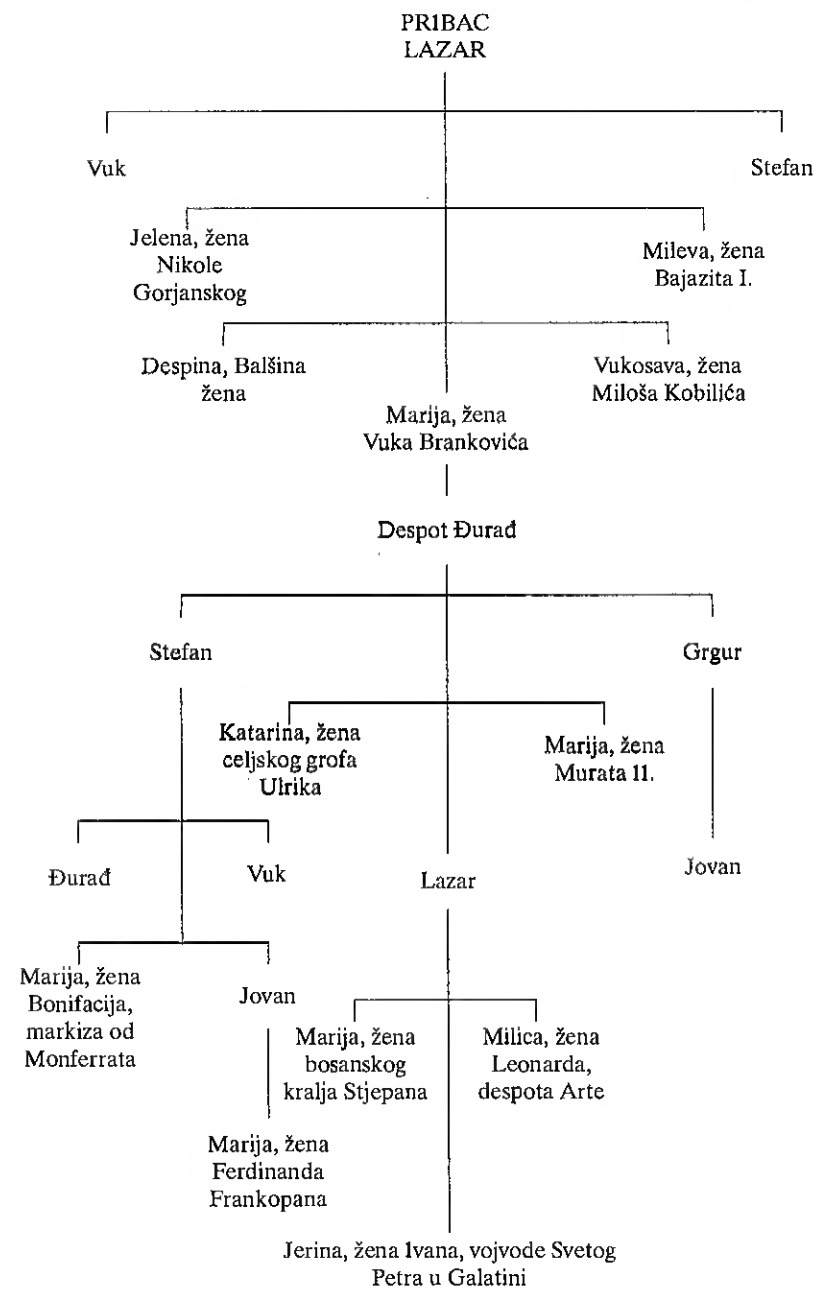 PRIBAC
LAZAR
Vuk
Stefan
Jelena, žena
Nikole
Gorjanskog
Mileva, žena
Bajazita I.
Despina, Balšina
žena
Vukosava, žena
Miloša Kobilića
Marija, žena
Vuka Brankovića
Despot Đurađ
Stefan
Grgur
Katarina, žena
celjskog grofa
Ulrika
Marija, žena
Murata 11.
Đurađ
Vuk
Lazar
Jovan
Marija, žena
Bonifacija,
markiza od
Monferrata
Jovan
Marija, žena
bosanskog
kralja Stjepana
Milica, žena
Leonarda,
despota Arte
Marija, žena
Ferdinanda
Frankopana
Jerina, žena Ivana, vojvode Svetog
Petra u Galatini